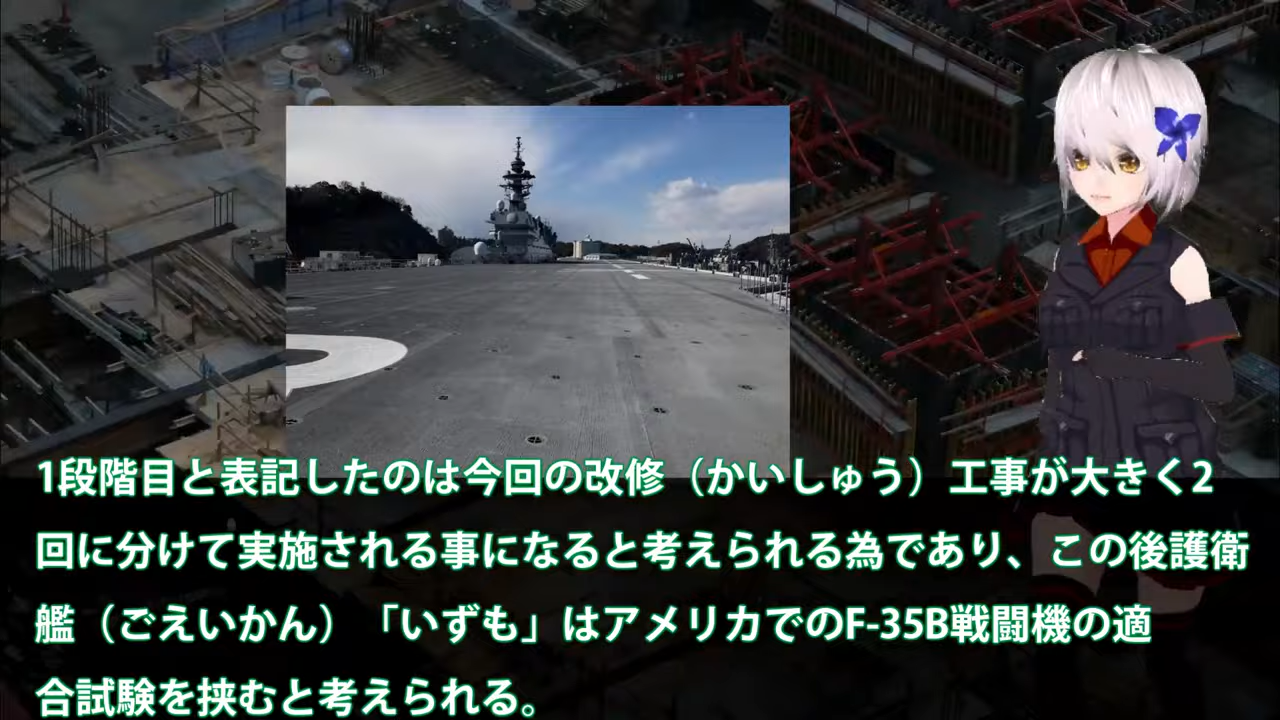 1段階目と表記したのは今回の改修（かいしゅう）工事が大きく2
回に分けて実施される事になると考えられる為であり、この後護衛
艦（ごえいかん）「いずも」はアメリカでのF-35B戦闘機の適
合試験を挟むと考えられる。